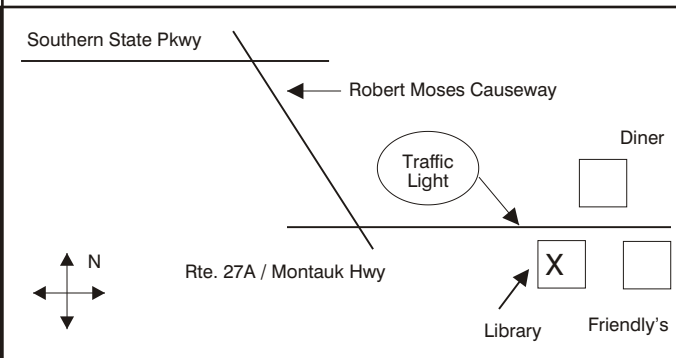 Southern State Pkwy
Robert Moses Causeway
Diner
Traffic
Light
N
Rte. 27A / Montauk Hwy
X
Library
Friendly's